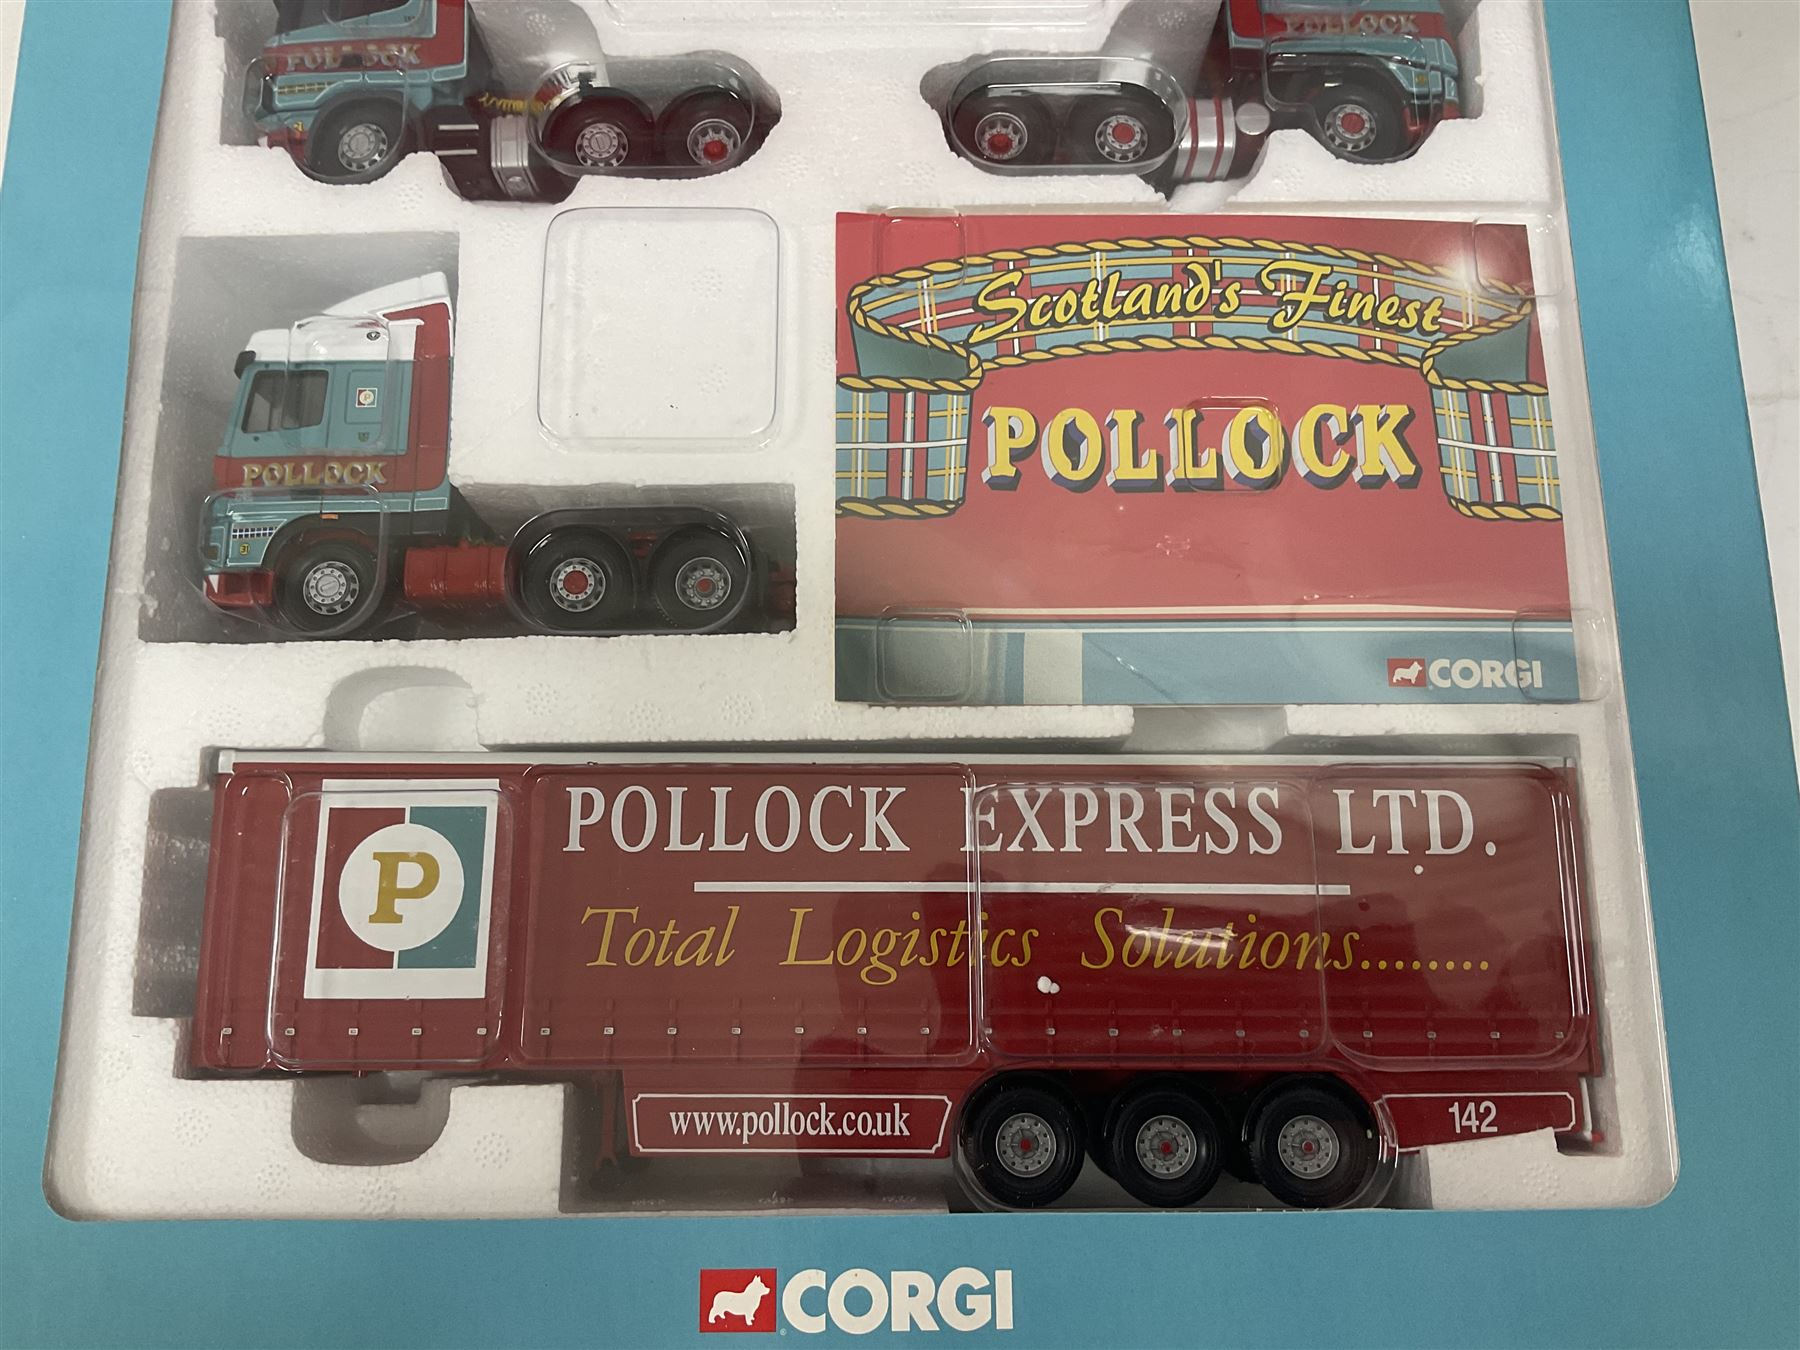 POLLOCK
POLLOCK
Scotland's Finest
POLLOCK
CORGI
P
POLLOCK
31
P
POLLOCK EXPRESS LTD.
Total Logistics Solutions........
www.pollock.co.uk
142
CORGI